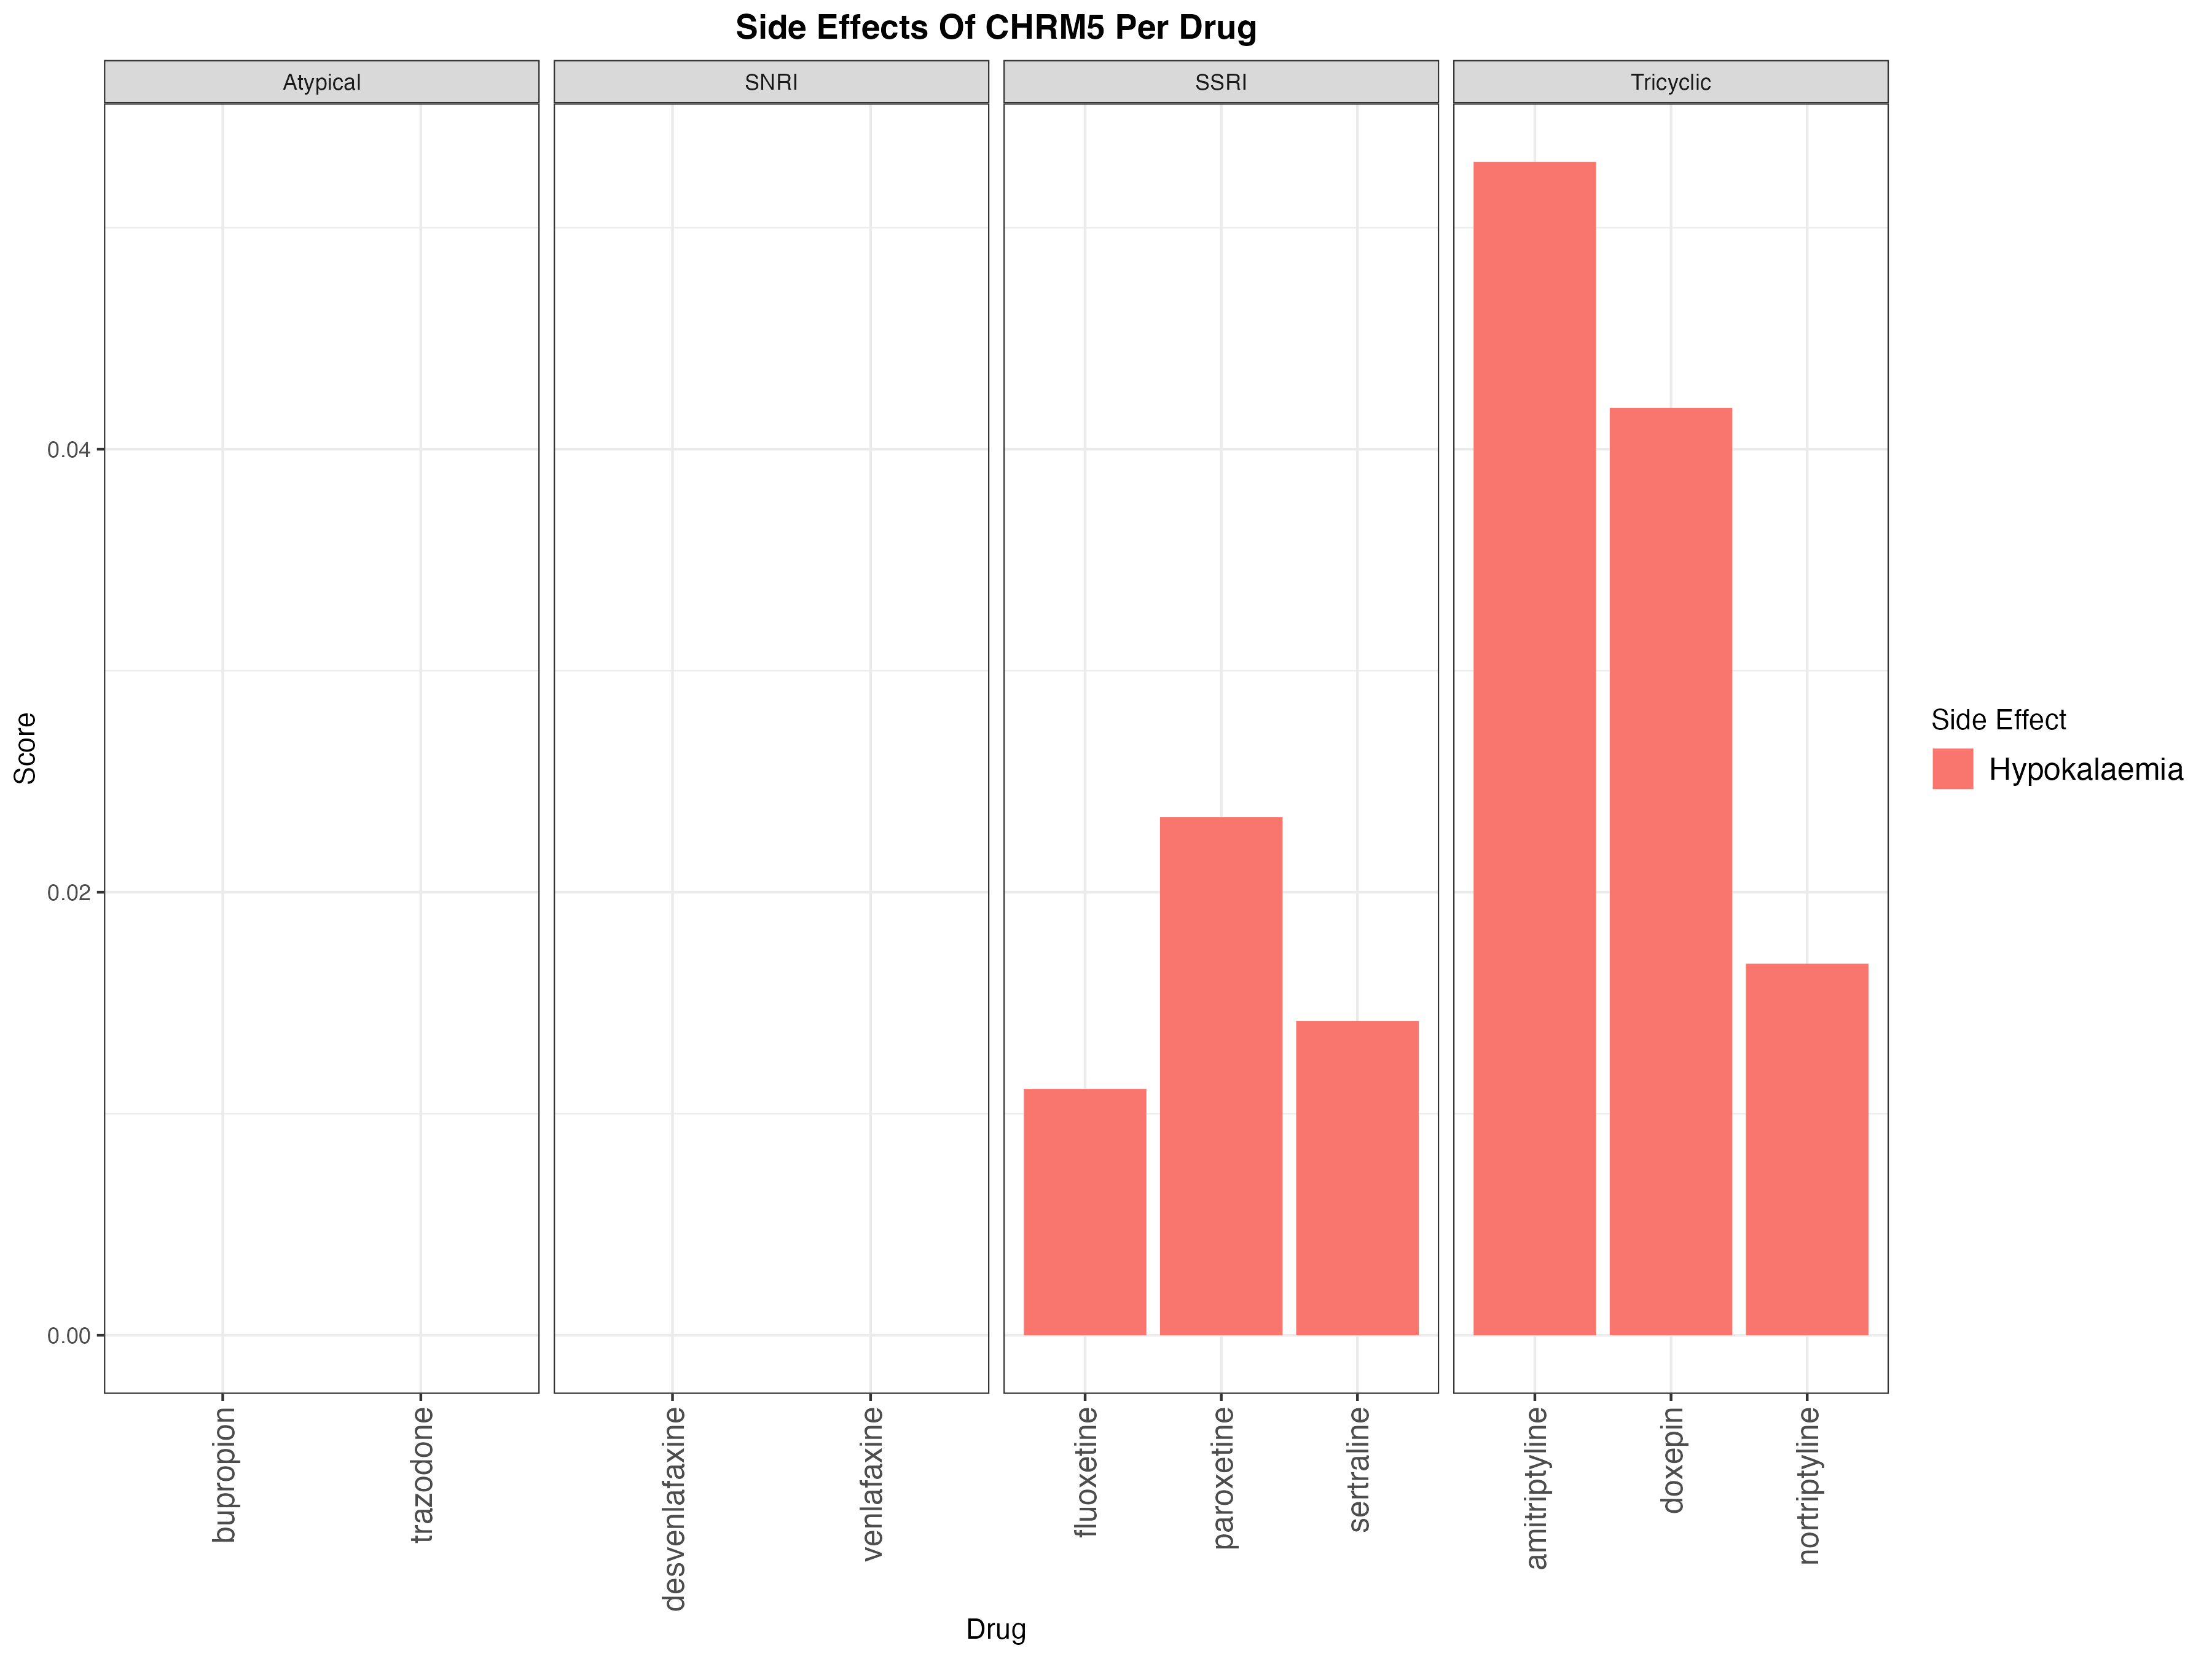 Side Effects Of CHRM5 Per Drug
Atypical
SNRI
SSRI
Tricyclic
Score
0.04
0.02
0.00
bupropion
trazodone
desvenlafaxine
venlafaxine
fluoxetine
paroxetine
sertraline
amitriptyline
doxepin
nortriptyline
Drug
Side Effect
Hypokalaemia